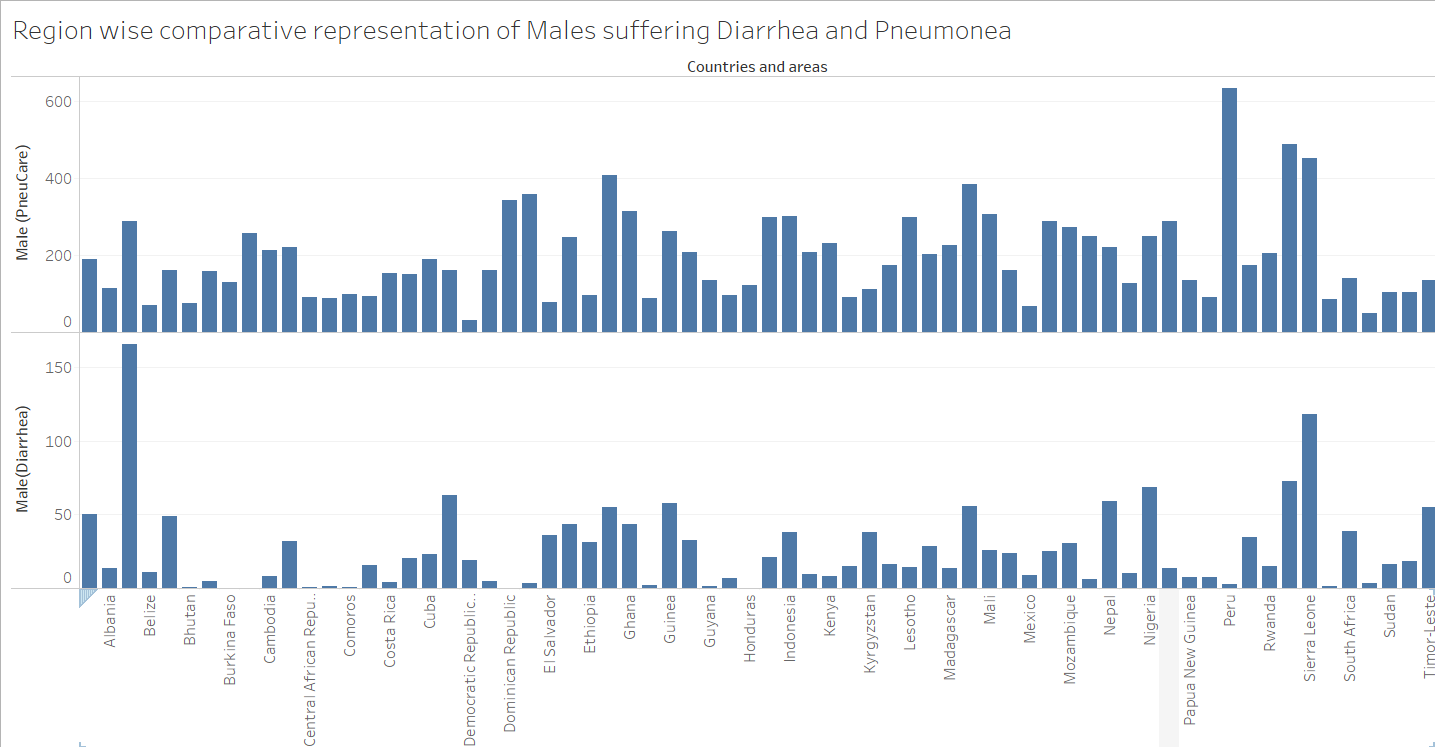 Region wise comparative representation of Males suffering Diarrhea and Pneumonea
Countries and areas
Male (PneuCare)
600
400
200
0
Male(Diarrhea)
150
100
50
0
Albania
Belize
Bhutan
Burkina Faso
Cambodia
Central African Repu..
Comoros
Costa Rica
Cuba
Democratic Republic..
Dominican Republic
El Salvador
Ethiopia
Ghana
Guinea
Guyana
Honduras
Indonesia
Kenya
Kyrgyzstan
Lesotho
Madagascar
Mali
Mexico
Mozambique
Nepal
Nigeria
Papua New Guinea
Peru
Rwanda
Sierra Leone
South Africa
Sudan
Timor-Leste